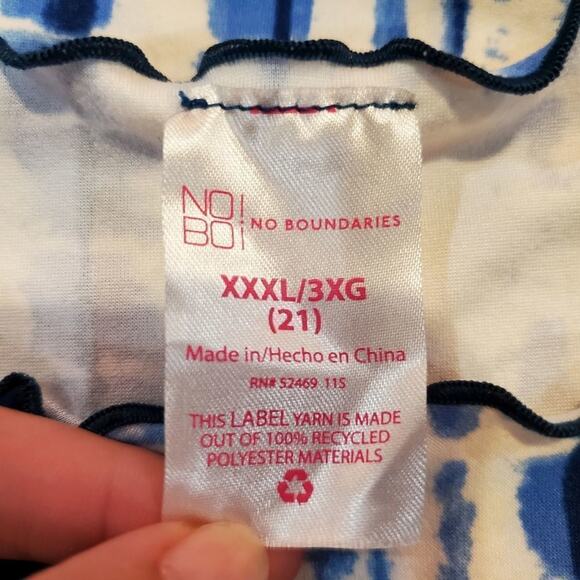 NO!
BOi
NO BOUNDARIES
XXXL/3XG
(21)
Made in/Hecho en China
RN# 52469 11S
THIS LABEL YARN IS MADE
OUT OF 100% RECYCLED
POLYESTER MATERIALS